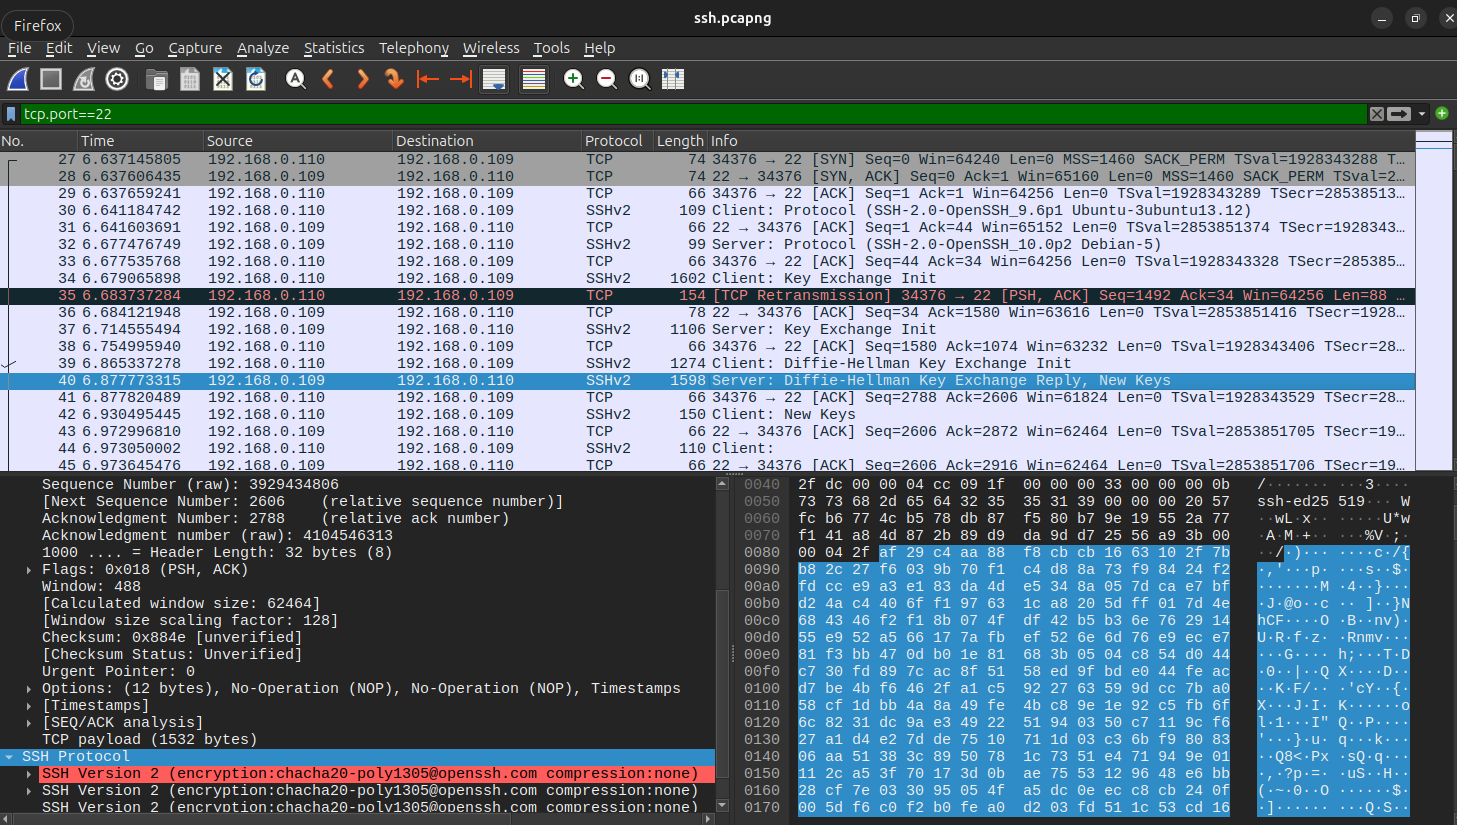 ssh.pcapng
Firefox
File Edit View Go Capture Analyze Statistics Telephony Wireless Tools Help
tcp.port==22
No. Time Source Destination Protocol Length Info
27 6.637145805 192.168.0.110 192.168.0.109 TCP 74 34376 → 22 [SYN] Seq=0 Win=64240 Len=0 MSS=1460 SACK_PERM TSval=1928343288 T…
28 6.637606435 192.168.0.109 192.168.0.110 TCP 74 22 → 34376 [SYN, ACK] Seq=0 Ack=1 Win=65160 Len=0 MSS=1460 SACK_PERM TSval=2…
29 6.637659241 192.168.0.110 192.168.0.109 TCP 66 34376 → 22 [ACK] Seq=1 Ack=1 Win=64256 Len=0 TSval=1928343289 TSecr=28538513…
30 6.641184742 192.168.0.110 192.168.0.109 SSHv2 109 Client: Protocol (SSH-2.0-OpenSSH_9.6p1 Ubuntu-3ubuntu13.12)
31 6.641603691 192.168.0.109 192.168.0.110 TCP 66 22 → 34376 [ACK] Seq=1 Ack=44 Win=65152 Len=0 TSval=2853851374 TSecr=1928343…
32 6.677476749 192.168.0.109 192.168.0.110 SSHv2 99 Server: Protocol (SSH-2.0-OpenSSH_10.0p2 Debian-5)
33 6.677535768 192.168.0.110 192.168.0.109 TCP 66 34376 → 22 [ACK] Seq=44 Ack=34 Win=64256 Len=0 TSval=1928343328 TSecr=285385…
34 6.679065898 192.168.0.110 192.168.0.109 SSHv2 1602 Client: Key Exchange Init
35 6.683737284 192.168.0.110 192.168.0.109 TCP 154 [TCP Retransmission] 34376 → 22 [PSH, ACK] Seq=1492 Ack=34 Win=64256 Len=88 …
36 6.684121948 192.168.0.109 192.168.0.110 TCP 78 22 → 34376 [ACK] Seq=34 Ack=1580 Win=63616 Len=0 TSval=2853851416 TSecr=1928…
37 6.714555494 192.168.0.109 192.168.0.110 SSHv2 1106 Server: Key Exchange Init
38 6.754995940 192.168.0.110 192.168.0.109 TCP 66 34376 → 22 [ACK] Seq=1580 Ack=1074 Win=63232 Len=0 TSval=1928343406 TSecr=28…
39 6.865337278 192.168.0.110 192.168.0.109 SSHv2 1274 Client: Diffie-Hellman Key Exchange Init
40 6.877773315 192.168.0.109 192.168.0.110 SSHv2 1598 Server: Diffie-Hellman Key Exchange Reply, New Keys
41 6.877820489 192.168.0.110 192.168.0.109 TCP 66 34376 → 22 [ACK] Seq=2788 Ack=2606 Win=61824 Len=0 TSval=1928343529 TSecr=28…
42 6.930495445 192.168.0.110 192.168.0.109 SSHv2 150 Client: New Keys
43 6.972996810 192.168.0.109 192.168.0.110 TCP 66 22 → 34376 [ACK] Seq=2606 Ack=2872 Win=62464 Len=0 TSval=2853851705 TSecr=19…
44 6.973050002 192.168.0.110 192.168.0.109 SSHv2 110 Client:
45 6.973645476 192.168.0.109 192.168.0.110 TCP 66 22 → 34376 [ACK] Seq=2606 Ack=2916 Win=62464 Len=0 TSval=2853851706 TSecr=19…
Sequence Number (raw): 3929434806
[Next Sequence Number: 2606 (relative sequence number)]
Acknowledgment Number: 2788 (relative ack number)
Acknowledgment number (raw): 4104546313
1000 .... = Header Length: 32 bytes (8)
Flags: 0x018 (PSH, ACK)
Window: 488
[Calculated window size: 62464]
[Window size scaling factor: 128]
Checksum: 0x884e [unverified]
[Checksum Status: Unverified]
Urgent Pointer: 0
Options: (12 bytes), No-Operation (NOP), No-Operation (NOP), Timestamps
[Timestamps]
[SEQ/ACK analysis]
TCP payload (1532 bytes)
SSH Protocol
SSH Version 2 (encryption:chacha20-poly1305@openssh.com compression:none)
SSH Version 2 (encryption:chacha20-poly1305@openssh.com compression:none)
SSH Version 2 (encryption:chacha20-poly1305@openssh.com compression:none)
0040 2f dc 00 00 04 cc 09 1f 00 00 00 33 00 00 00 0b /·······  ···3····
0050 73 73 68 2d 65 64 32 35 35 31 39 00 00 00 20 57 ssh-ed25 519··· W
0060 fc b6 77 4c b5 78 db 87 f5 80 b7 9e 19 55 2a 77 ··wL·x·· ·····U*w
0070 f1 41 a8 4d 87 2b 89 d9 da 9d d7 25 56 a9 3b 00 ·A·M·+·· ···%V·;·
0080 00 04 2f af 29 c4 aa 88 f8 cb cb 16 63 10 2f 7b ··/·)··· ····c·/{
0090 b8 2c 27 f6 03 9b 70 f1 c4 d8 8a 73 f9 84 24 f2 ·,'···p· ···s··$·
00a0 fd cc e9 a3 e1 83 da 4d e5 34 8a 05 7d ca e7 bf ·······M ·4··}···
00b0 d2 4a c4 40 6f f1 97 63 1c a8 20 5d ff 01 7d 4e ·J·@o··c ·· ]··}N
00c0 68 43 46 f2 f1 8b 07 4f df 42 b5 b3 6e 76 29 14 hCF····O ·B··nv)·
00d0 55 e9 52 a5 66 17 7a fb ef 52 6e 6d 76 e9 ec e7 U·R·f·z· ·Rnmv···
00e0 81 f3 bb 47 0d b0 1e 81 68 3b 05 04 c8 54 d0 44 ···G···· h;···T·D
00f0 c7 30 fd 89 7c ac 8f 51 58 ed 9f bd e0 44 fe ac ·0··|··Q X····D··
0100 d7 be 4b f6 46 2f a1 c5 92 27 63 59 9d cc 7b a0 ··K·F/·· ·'cY··{·
0110 58 cf 1d bb 4a 8a 49 fe 4b c8 9e 1e 92 c5 fb 6f X···J·I· K······o
0120 6c 82 31 dc 9a e3 49 22 51 94 03 50 c7 11 9c f6 l·1···I" Q··P····
0130 27 a1 d4 e2 7d de 75 10 71 1d 03 c3 6b f9 80 83 '···}·u· q···k···
0140 06 aa 51 38 3c 89 50 78 1c 73 51 e4 71 94 9e 01 ··Q8<·Px ·sQ·q···
0150 11 2c a5 3f 70 17 3d 0b ae 75 53 12 96 48 e6 bb ·,·?p·=· ·uS··H··
0160 28 cf 7e 03 30 95 05 4f a5 dc 0e ec c8 cb 24 0f (·~·0··O ······$·
0170 00 5d f6 c0 f2 b0 fe a0 d2 03 fd 51 1c 53 cd 16 ·]······ ···Q·S··